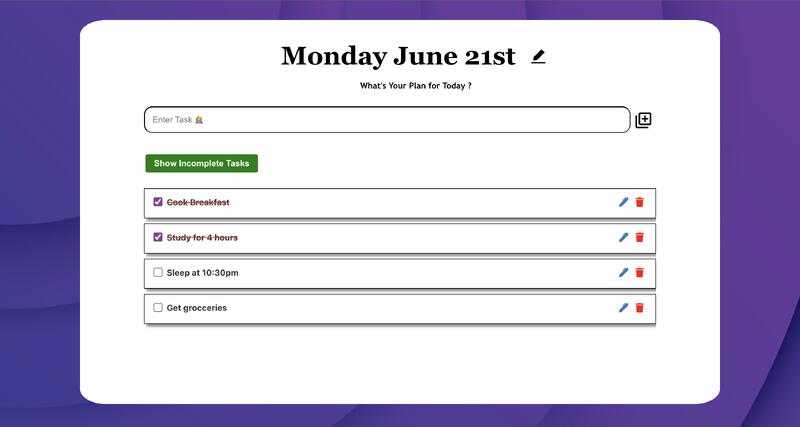 Monday June 21st
What's Your Plan for Today ?
Enter Task
Show Incomplete Tasks
Cook Breakfast
Study for 4 hours
Sleep at 10:30pm
Get grocceries